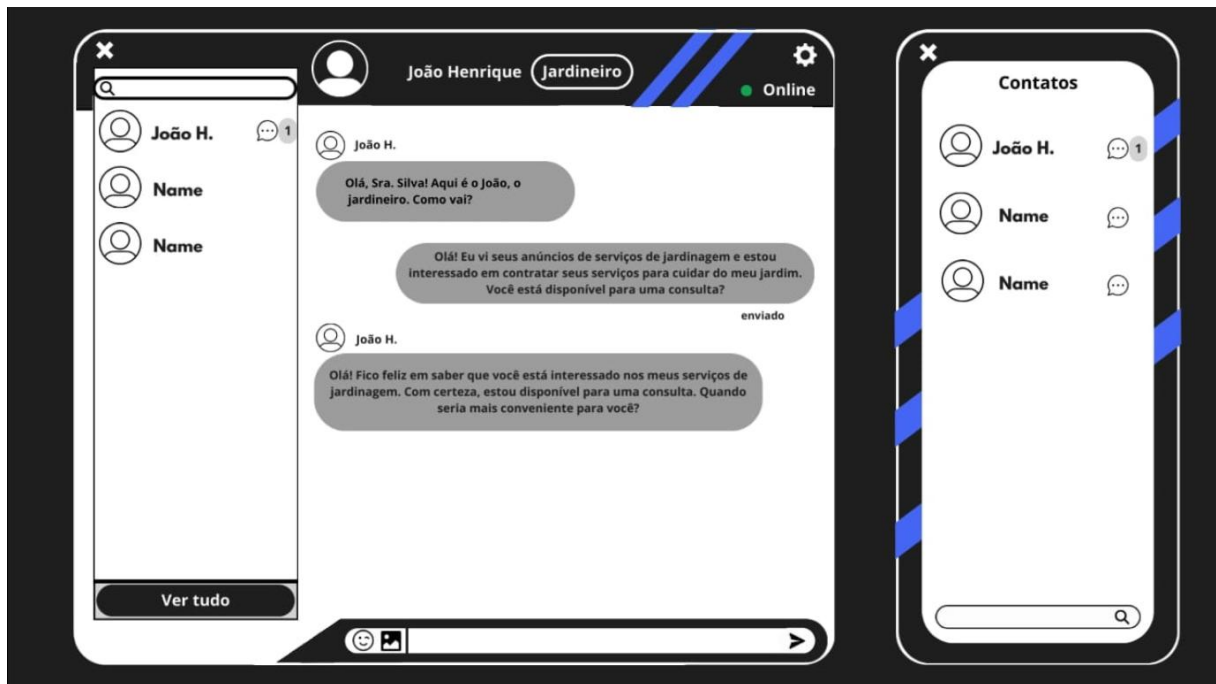 João Henrique
Jardineiro
Online
João H.
1
Name
Name
Ver tudo
João H.
Olá, Sra. Silva! Aqui é o João, o
jardineiro. Como vai?
Olá! Eu vi seus anúncios de serviços de jardinagem e estou
interessado em contratar seus serviços para cuidar do meu jardim.
Você está disponível para uma consulta?
enviado
João H.
Olá! Fico feliz em saber que você está interessado nos meus serviços de
jardinagem. Com certeza, estou disponível para uma consulta. Quando
seria mais conveniente para você?
Contatos
João H.
1
Name
Name